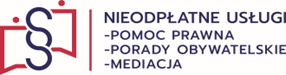 NIEODPŁATNE USŁUGI
-POMOC PRAWNA
-PORADY OBYWATELSKIE
-MEDIACJA